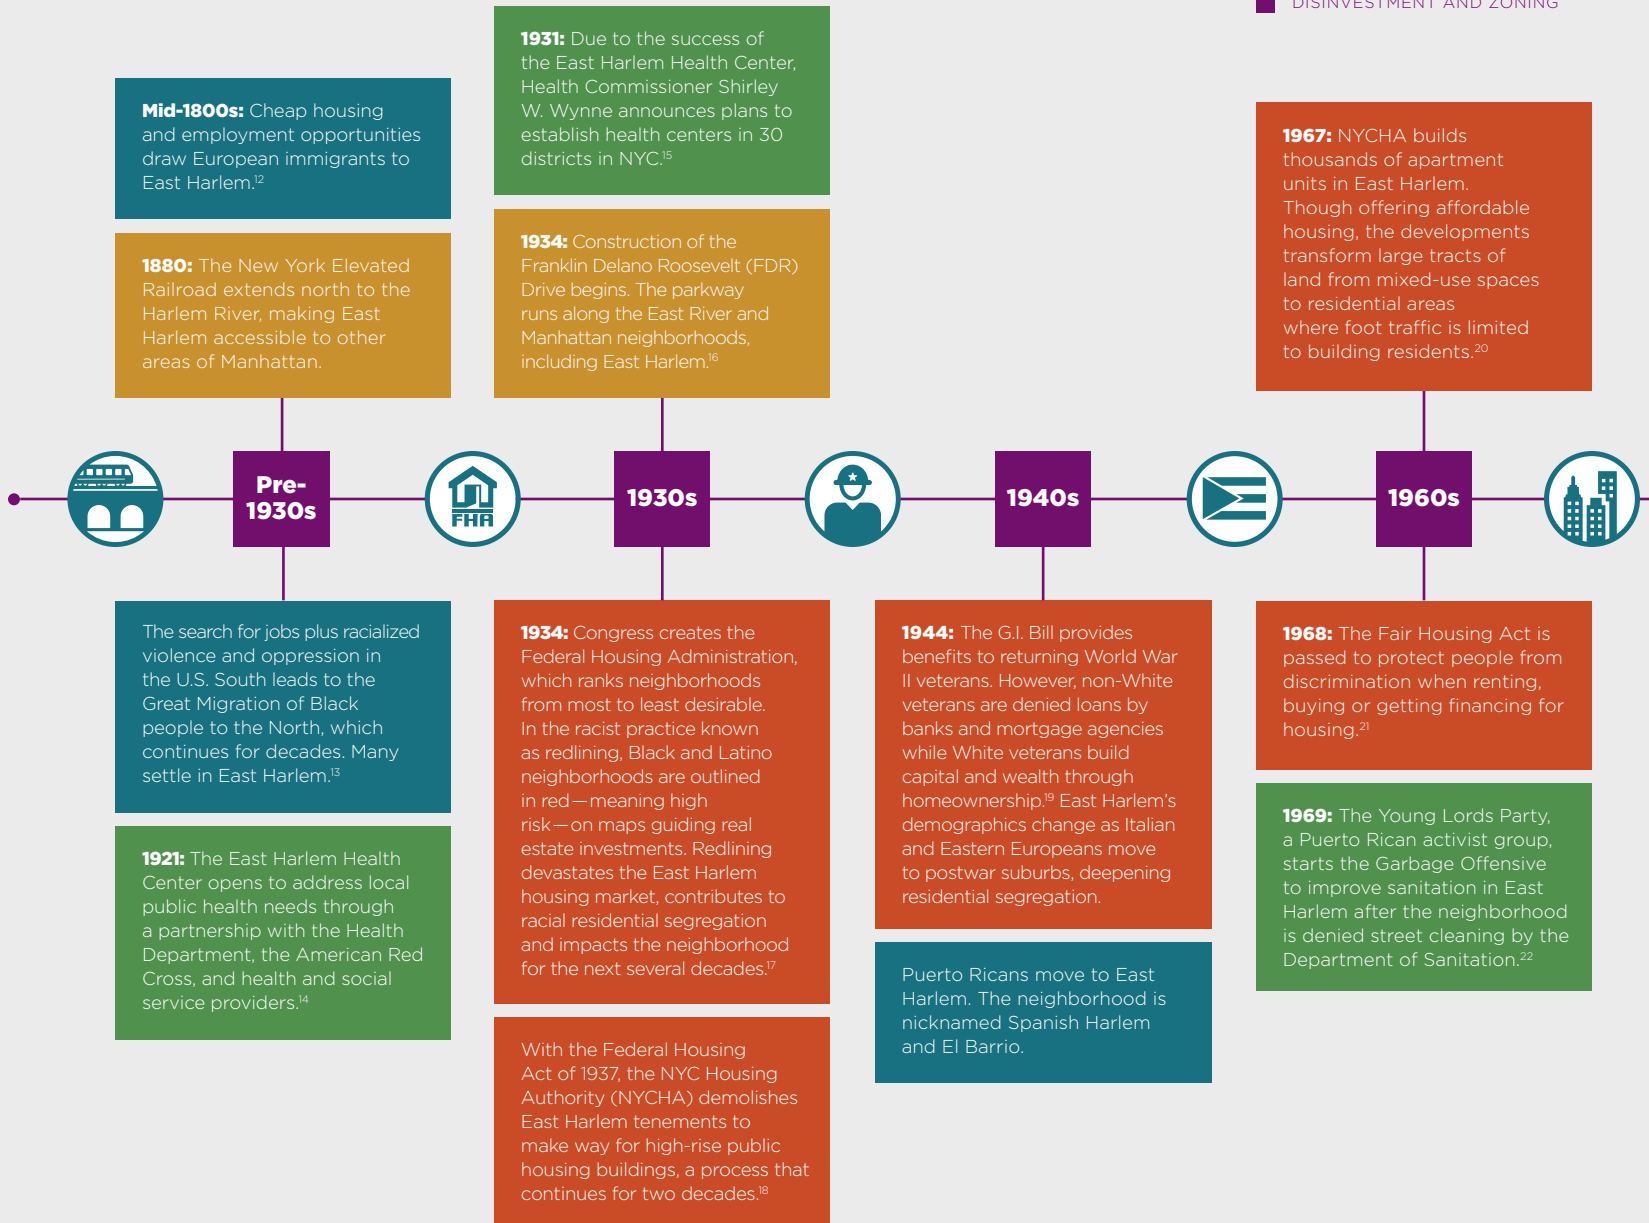 DISINVESTMENT AND ZONING
Mid-1800s: Cheap housing
and employment opportunities
draw European immigrants to
East Harlem.12
1880: The New York Elevated
Railroad extends north to the
Harlem River, making East
Harlem accessible to other
areas of Manhattan.
1931: Due to the success of
the East Harlem Health Center,
Health Commissioner Shirley
W. Wynne announces plans to
establish health centers in 30
districts in NYC.15
1934: Construction of the
Franklin Delano Roosevelt (FDR)
Drive begins. The parkway
runs along the East River and
Manhattan neighborhoods,
including East Harlem.16
1967: NYCHA builds
thousands of apartment
units in East Harlem.
Though offering affordable
housing, the developments
transform large tracts of
land from mixed-use spaces
to residential areas
where foot traffic is limited
to building residents.20
Pre-
1930s
FHA
1930s
1940s
1960s
The search for jobs plus racialized
violence and oppression in
the U.S. South leads to the
Great Migration of Black
people to the North, which
continues for decades. Many
settle in East Harlem.13
1921: The East Harlem Health
Center opens to address local
public health needs through
a partnership with the Health
Department, the American Red
Cross, and health and social
service providers.14
1934: Congress creates the
Federal Housing Administration,
which ranks neighborhoods
from most to least desirable.
In the racist practice known
as redlining, Black and Latino
neighborhoods are outlined
in red—meaning high
risk—on maps guiding real
estate investments. Redlining
devastates the East Harlem
housing market, contributes to
racial residential segregation
and impacts the neighborhood
for the next several decades.17
With the Federal Housing
Act of 1937, the NYC Housing
Authority (NYCHA) demolishes
East Harlem tenements to
make way for high-rise public
housing buildings, a process that
continues for two decades.18
1944: The G.I. Bill provides
benefits to returning World War
II veterans. However, non-White
veterans are denied loans by
banks and mortgage agencies
while White veterans build
capital and wealth through
homeownership.19 East Harlem's
demographics change as Italian
and Eastern Europeans move
to postwar suburbs, deepening
residential segregation.
Puerto Ricans move to East
Harlem. The neighborhood is
nicknamed Spanish Harlem
and El Barrio.
1968: The Fair Housing Act is
passed to protect people from
discrimination when renting,
buying or getting financing for
housing.21
1969: The Young Lords Party,
a Puerto Rican activist group,
starts the Garbage Offensive
to improve sanitation in East
Harlem after the neighborhood
is denied street cleaning by the
Department of Sanitation.22